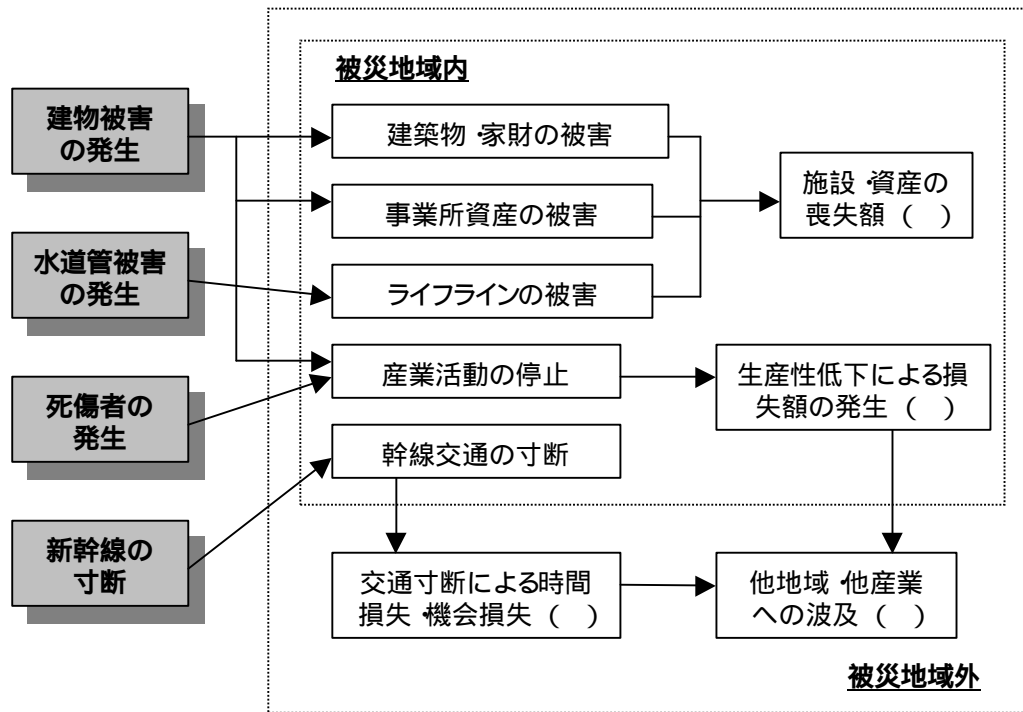 被災地域内
建物被害
の発生
建築物・家財の被害
施設・資産の
喪失額（　）
事業所資産の被害
水道管被害
の発生
ライフラインの被害
産業活動の停止
生産性低下による損
失額の発生（　）
死傷者の
発生
幹線交通の寸断
新幹線の
寸断
交通寸断による時間
損失・機会損失（　）
他地域・他産業
への波及（　）
被災地域外